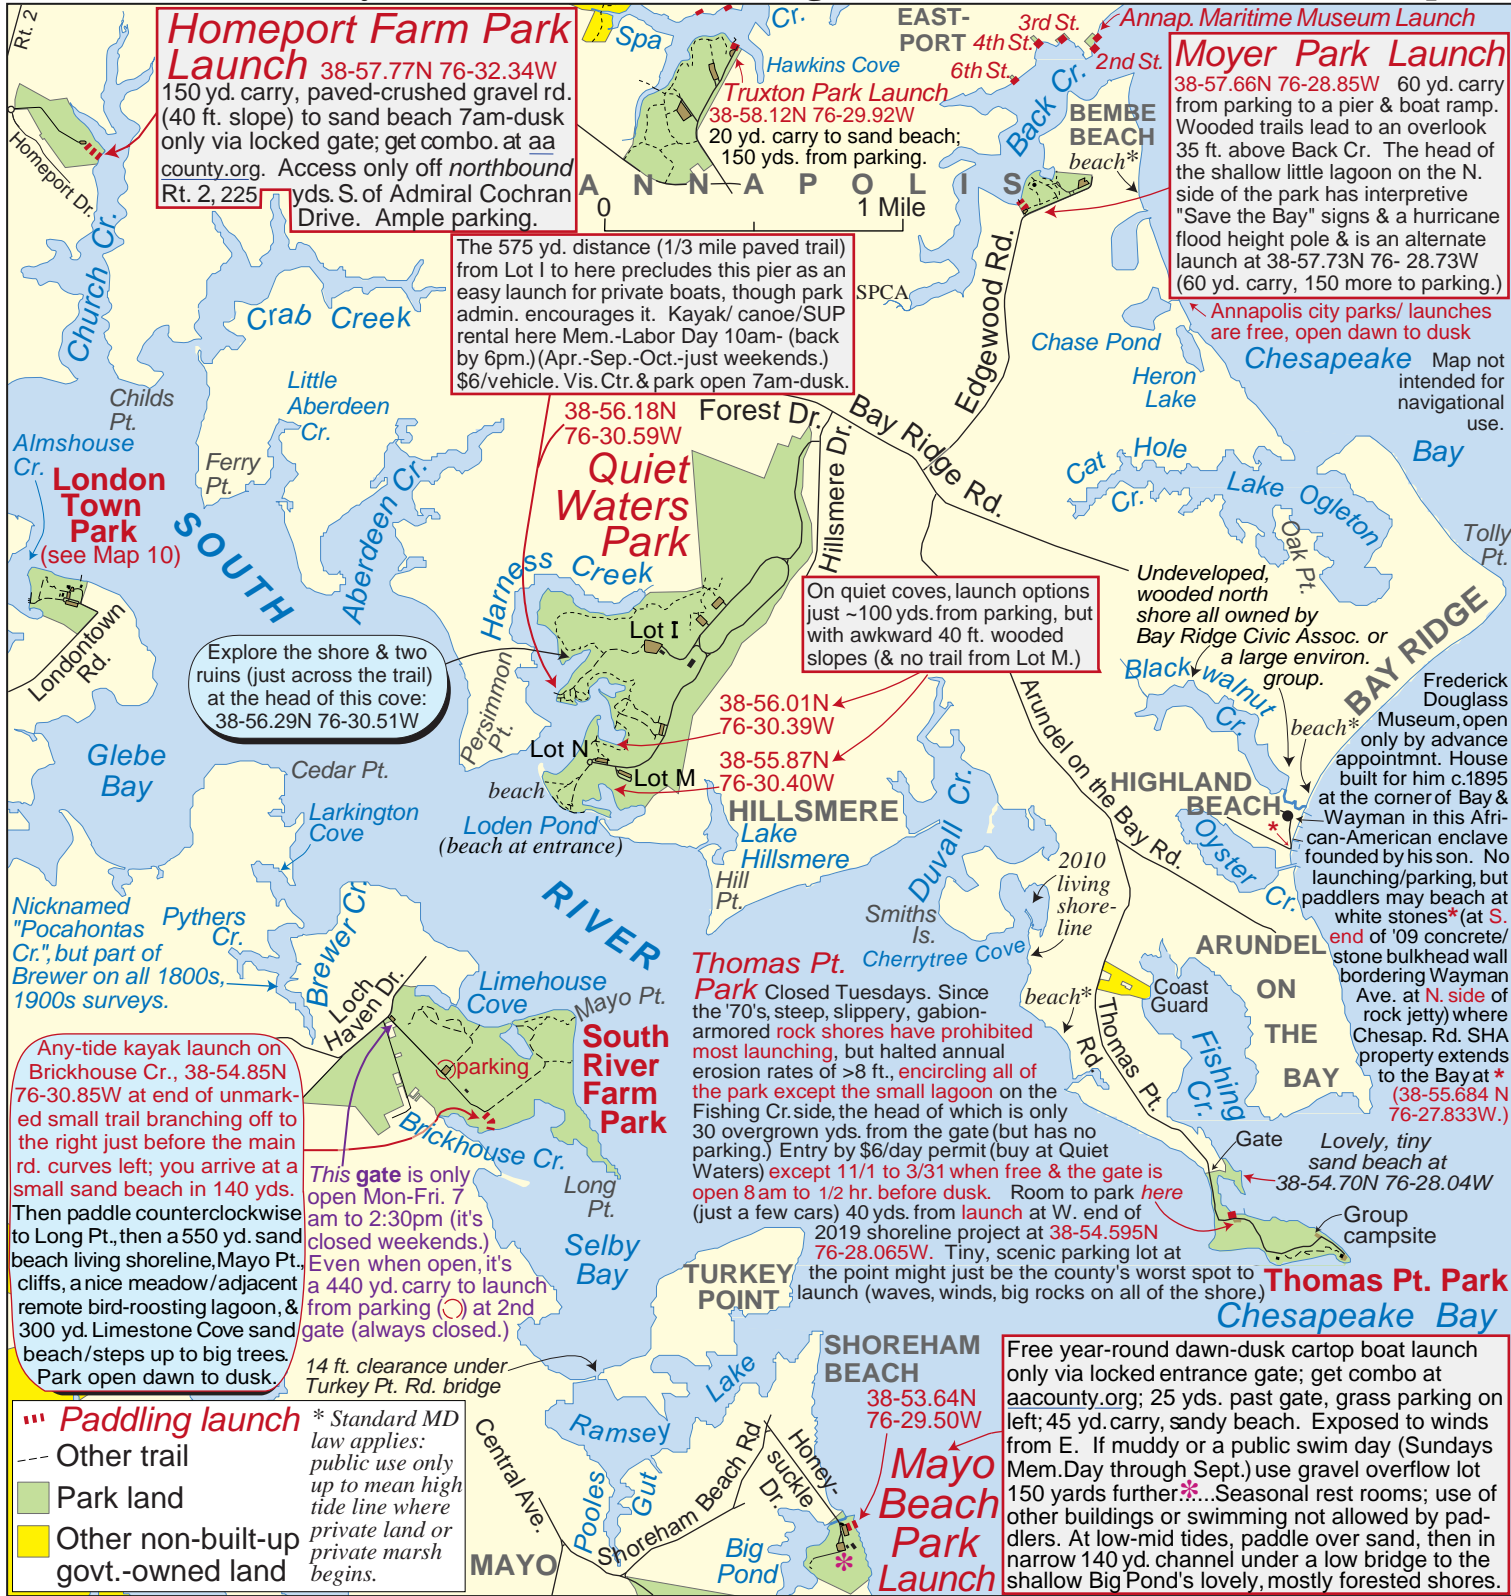 Rt. 2
Homeport Farm Park
Launch 38-57.77N 76-32.34W
150 yd. carry, paved-crushed gravel rd.
(40 ft. slope) to sand beach 7am-dusk
only via locked gate; get combo. at aa
county.org. Access only off northbound
Rt. 2, 225 yds. S. of Admiral Cochran
Drive. Ample parking.
Homeport Dr.
Church Cr.
Spa
Cr.
Hawkins Cove
Truxton Park Launch
38-58.12N 76-29.92W
20 yd. carry to sand beach;
150 yds. from parking.
EAST-
PORT
3rd St.
4th St.
6th St.
2nd St.
Annap. Maritime Museum Launch
Back Cr.
BEMBE
BEACH
beach*
Moyer Park Launch
38-57.66N 76-28.85W 60 yd. carry
from parking to a pier & boat ramp.
Wooded trails lead to an overlook
35 ft. above Back Cr. The head of
the shallow little lagoon on the N.
side of the park has interpretive
"Save the Bay" signs & a hurricane
flood height pole & is an alternate
launch at 38-57.73N 76- 28.73W
(60 yd. carry, 150 more to parking.)
Annapolis city parks/ launches
are free, open dawn to dusk
ANNAPOLIS
0 1 Mile
The 575 yd. distance (1/3 mile paved trail)
from Lot I to here precludes this pier as an
easy launch for private boats, though park
admin. encourages it. Kayak/ canoe/SUP
rental here Mem.-Labor Day 10am- (back
by 6pm.)(Apr.-Sep.-Oct.-just weekends.)
$6/vehicle. Vis. Ctr. & park open 7am-dusk.
SPCA
Edgewood Rd.
Chase Pond
Heron
Lake
Chesapeake
Bay
Map not
intended for
navigational
use.
Crab Creek
Little
Aberdeen
Cr.
Childs
Pt.
Almshouse
Cr.
London
Town
Park
(see Map 10)
Ferry
Pt.
SOUTH
Aberdeen Cr.
38-56.18N
76-30.59W
Quiet
Waters
Park
Forest Dr.
Bay Ridge Rd.
Hillsmere Dr.
Cat Hole
Cr.
Lake Ogleton
Oak Pt.
Tolly
Pt.
Harness Creek
Londontown
Rd.
Explore the shore & two
ruins (just across the trail)
at the head of this cove:
38-56.29N 76-30.51W
Persimmon
Pt.
Lot I
On quiet coves, launch options
just ~100 yds. from parking, but
with awkward 40 ft. wooded
slopes (& no trail from Lot M.)
Undeveloped,
wooded north
shore all owned by
Bay Ridge Civic Assoc. or
a large environ.
group.
BAY RIDGE
Black walnut
Cr.
beach*
38-56.01N
76-30.39W
38-55.87N
76-30.40W
Lot N
Lot M
beach
Loden Pond
(beach at entrance)
HILLSMERE
Lake
Hillsmere
Hill
Pt.
Glebe
Bay
Cedar Pt.
Larkington
Cove
Arundel on the Bay Rd.
Duvall Cr.
HIGHLAND
BEACH
*
Oyster
Cr.
Frederick
Douglass
Museum, open
only by advance
appointmnt. House
built for him c.1895
at the corner of Bay &
Wayman in this Afri-
can-American enclave
founded by his son. No
launching/parking, but
paddlers may beach at
white stones* (at S.
end of '09 concrete/
stone bulkhead wall
bordering Wayman
Ave. at N. side of
rock jetty) where
Chesap. Rd. SHA
property extends
to the Bay at *
(38-55.684 N
76-27.833W.)
2010
living
shore-
line
Smiths
Is.
Cherrytree Cove
beach*
RIVER
Nicknamed
"Pocahontas
Cr.", but part of
Brewer on all 1800s,
1900s surveys.
Pythers
Cr.
Brewer Cr.
Loch
Haven Dr.
Limehouse
Cove
Mayo Pt.
South
River
Farm
Park
parking
Brickhouse Cr.
Long
Pt.
Any-tide kayak launch on
Brickhouse Cr., 38-54.85N
76-30.85W at end of unmark-
ed small trail branching off to
the right just before the main
rd. curves left; you arrive at a
small sand beach in 140 yds.
Then paddle counterclockwise
to Long Pt., then a 550 yd. sand
beach living shoreline, Mayo Pt.,
cliffs, a nice meadow/adjacent
remote bird-roosting lagoon, &
300 yd. Limestone Cove sand
beach/steps up to big trees.
Park open dawn to dusk.
This gate is only
open Mon-Fri. 7
am to 2:30pm (it's
closed weekends.)
Even when open, it's
a 440 yd. carry to launch
from parking ( ) at 2nd
gate (always closed.)
Thomas Pt.
Park Closed Tuesdays. Since
the '70's, steep, slippery, gabion-
armored rock shores have prohibited
most launching, but halted annual
erosion rates of >8 ft., encircling all of
the park except the small lagoon on the
Fishing Cr. side, the head of which is only
30 overgrown yds. from the gate (but has no
parking.) Entry by $6/day permit (buy at Quiet
Waters) except 11/1 to 3/31 when free & the gate is
open 8 am to 1/2 hr. before dusk. Room to park here
(just a few cars) 40 yds. from launch at W. end of
2019 shoreline project at 38-54.595N
76-28.065W. Tiny, scenic parking lot at
the point might just be the county's worst spot to
launch (waves, winds, big rocks on all of the shore.)
Coast
Guard
Thomas Pt.
Rd.
ARUNDEL
ON
THE
BAY
Fishing
Cr.
Gate
Lovely, tiny
sand beach at
38-54.70N 76-28.04W
Group
campsite
Thomas Pt. Park
Chesapeake Bay
Selby
Bay
TURKEY
POINT
14 ft. clearance under
Turkey Pt. Rd. bridge
Ramsey
Lake
SHOREHAM
BEACH
38-53.64N
76-29.50W
Mayo
Beach
Park
Launch
Free year-round dawn-dusk cartop boat launch
only via locked entrance gate; get combo at
aacounty.org; 25 yds. past gate, grass parking on
left; 45 yd. carry, sandy beach. Exposed to winds
from E. If muddy or a public swim day (Sundays
Mem.Day through Sept.) use gravel overflow lot
150 yards further.*....Seasonal rest rooms; use of
other buildings or swimming not allowed by pad-
dlers. At low-mid tides, paddle over sand, then in
narrow 140 yd. channel under a low bridge to the
shallow Big Pond's lovely, mostly forested shores.
Central Ave.
Pooles
Gut
Shoreham Beach Rd
Honey-
suckle
Dr.
Big
Pond
*
MAYO
Paddling launch
Other trail
Park land
Other non-built-up
govt.-owned land
* Standard MD
law applies:
public use only
up to mean high
tide line where
private land or
private marsh
begins.